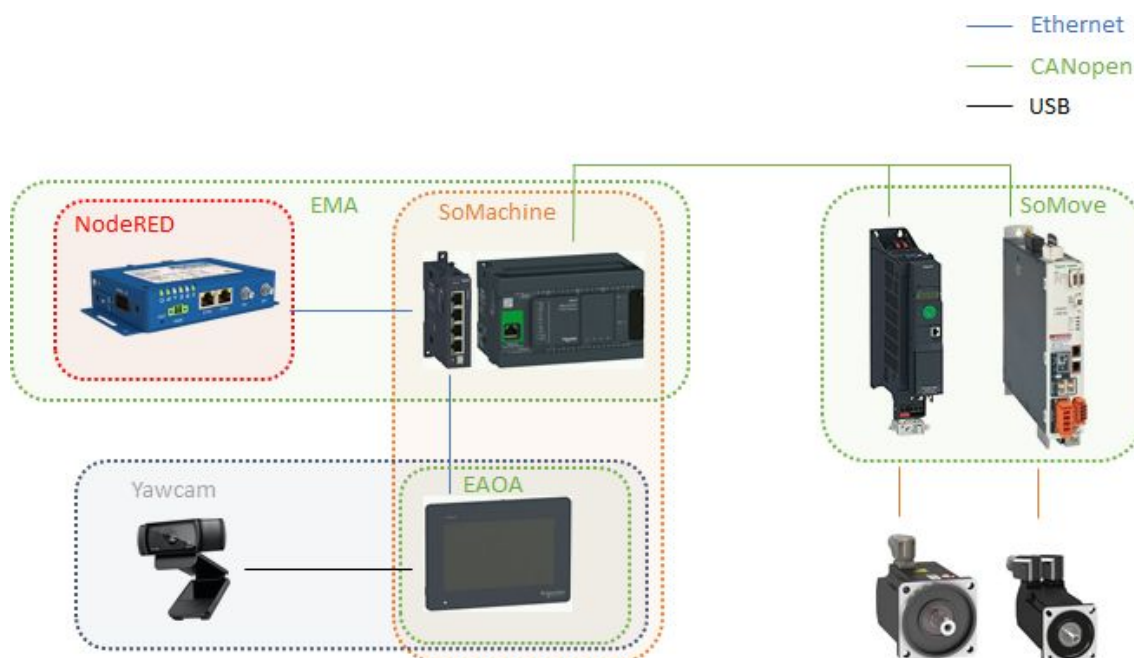 Ethernet
CANopen
USB
EMA
SoMachine
NodeRED
SoMove
Yawcam
EAOA